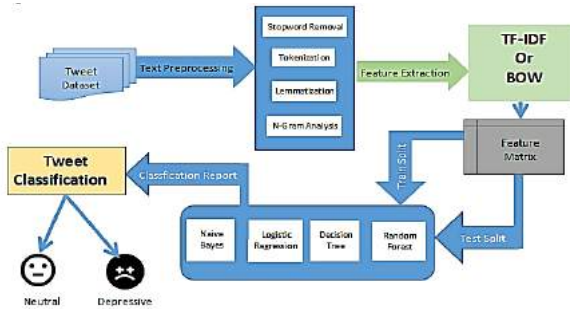 Tweet
Dataset
Text Preprocessing
Stopword Removal
Tokenization
Lemmatization
N-Gram Analysis
Feature Extraction
TF-IDF
Or
BOW
Feature
Matrix
Train Split
Test Split
Naive
Bayes
Logistic
Regression
Decision
Tree
Random
Forest
Classfication Report
Tweet
Classification
Neutral
Depressive